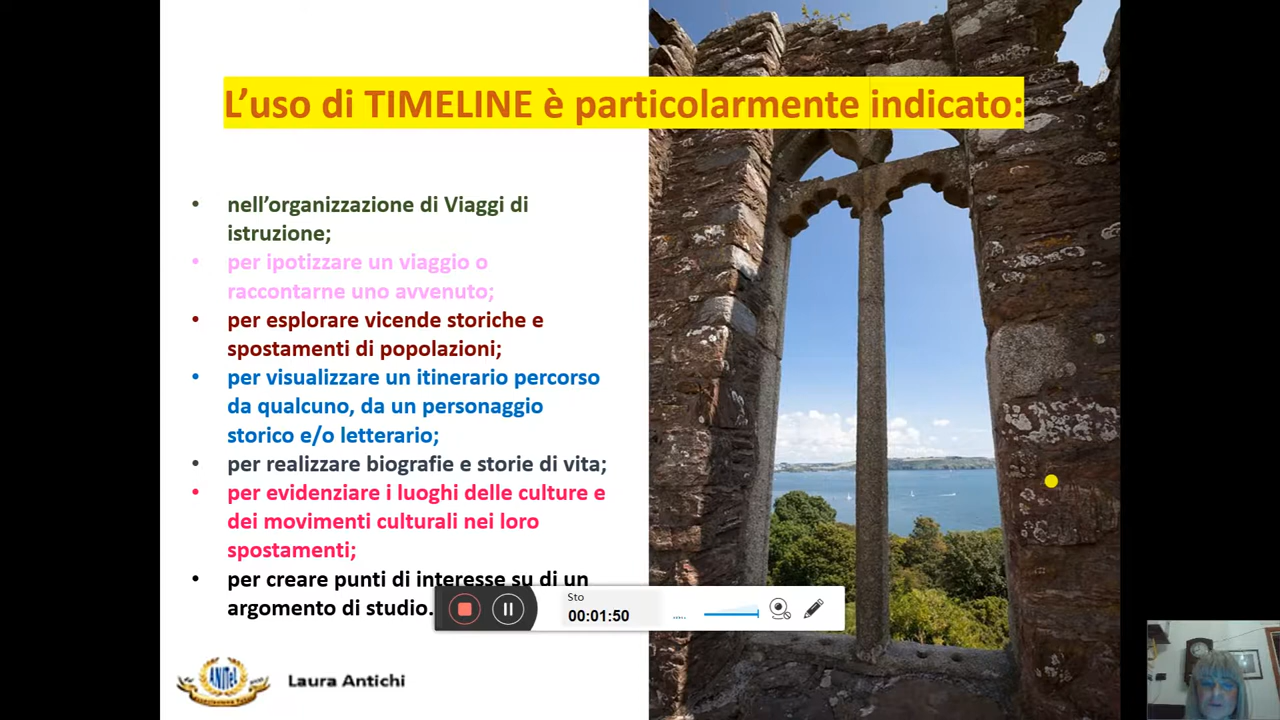 L’uso di TIMELINE è particolarmente indicato:
• nell’organizzazione di Viaggi di
istruzione;
• per ipotizzare un viaggio o
raccontarne uno avvenuto;
• per esplorare vicende storiche e
spostamenti di popolazioni;
• per visualizzare un itinerario percorso
da qualcuno, da un personaggio
storico e/o letterario;
• per realizzare biografie e storie di vita;
• per evidenziare i luoghi delle culture e
dei movimenti culturali nei loro
spostamenti;
• per creare punti di interesse su di un
argomento di studio.
Sto
00:01:50
ANITeL
Laura Antichi